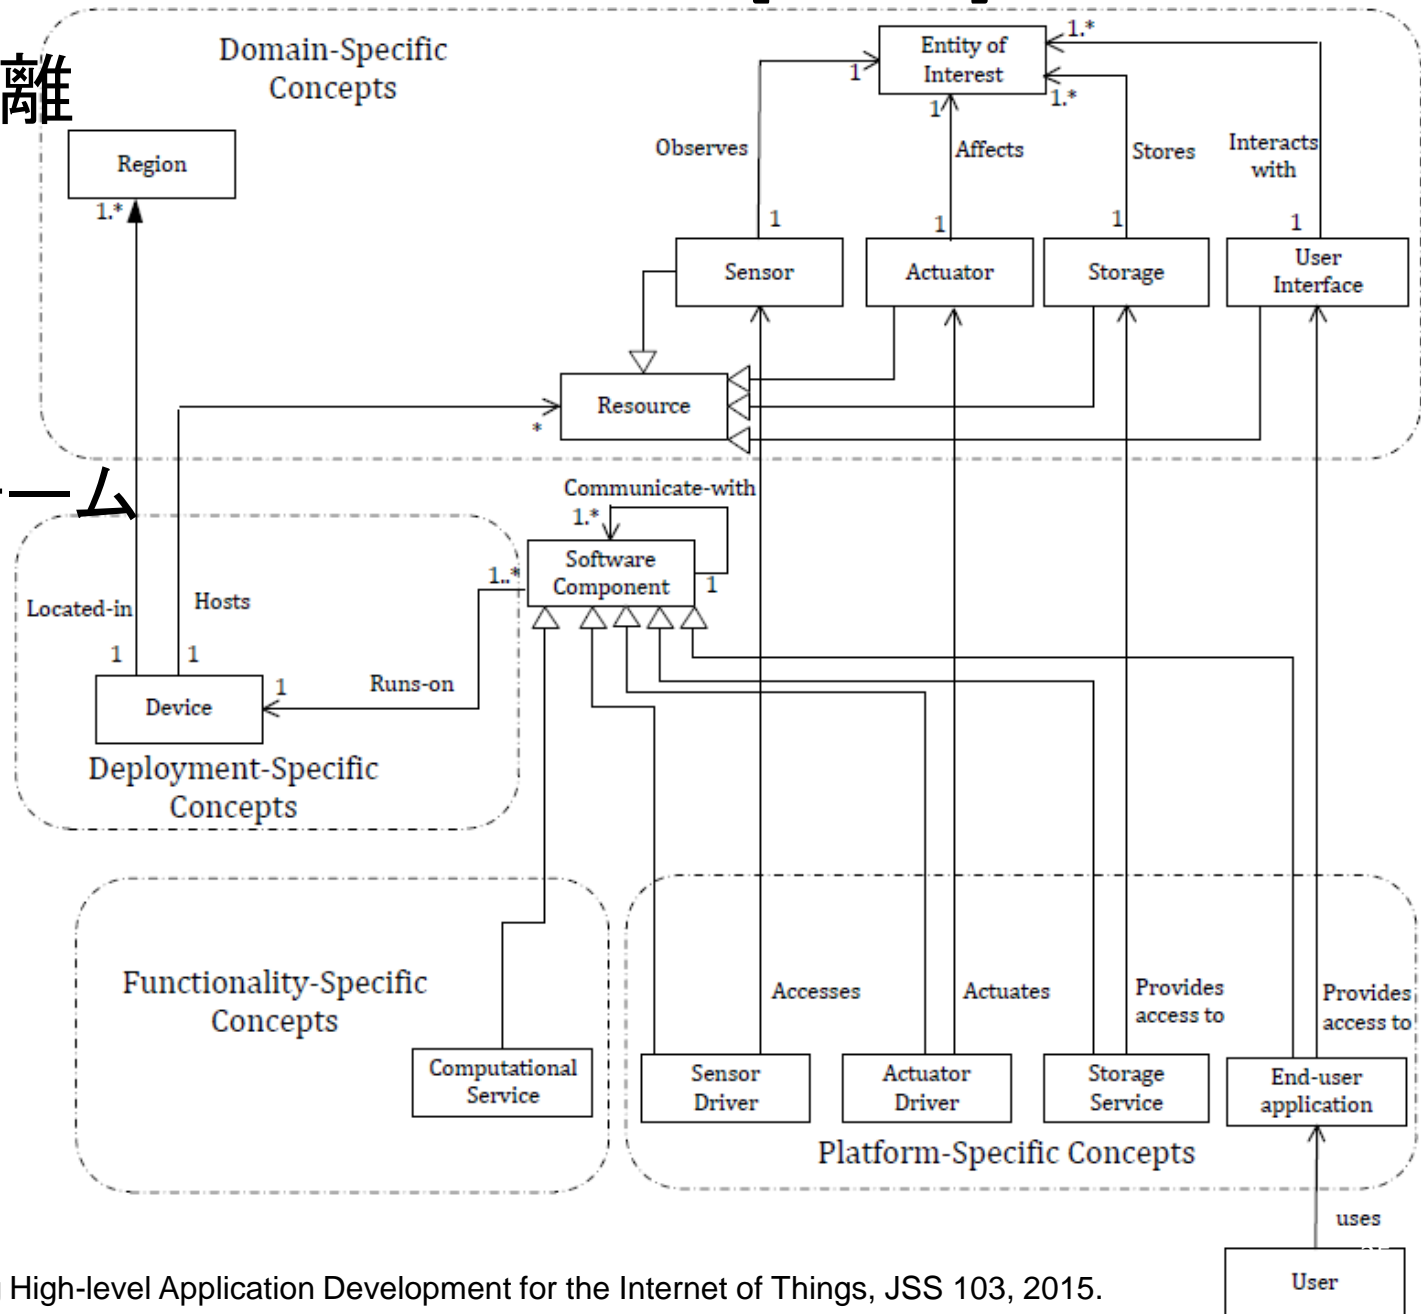 離
Domain-Specific
Concepts
Entity of
Interest
1.*
1
1.*
1
Region
1.*
Observes
Affects
Stores
Interacts
with
1
1
1
1
Sensor
Actuator
Storage
User
Interface
Resource
*
ーム
Communicate-with
1.*
Software
Component
1..*
1
Located-in
Hosts
1
1
Runs-on
1
Device
Deployment-Specific
Concepts
Functionality-Specific
Concepts
Computational
Service
Accesses
Actuates
Provides
access to
Provides
access to
Sensor
Driver
Actuator
Driver
Storage
Service
End-user
application
Platform-Specific Concepts
uses
User
High-level Application Development for the Internet of Things, JSS 103, 2015.